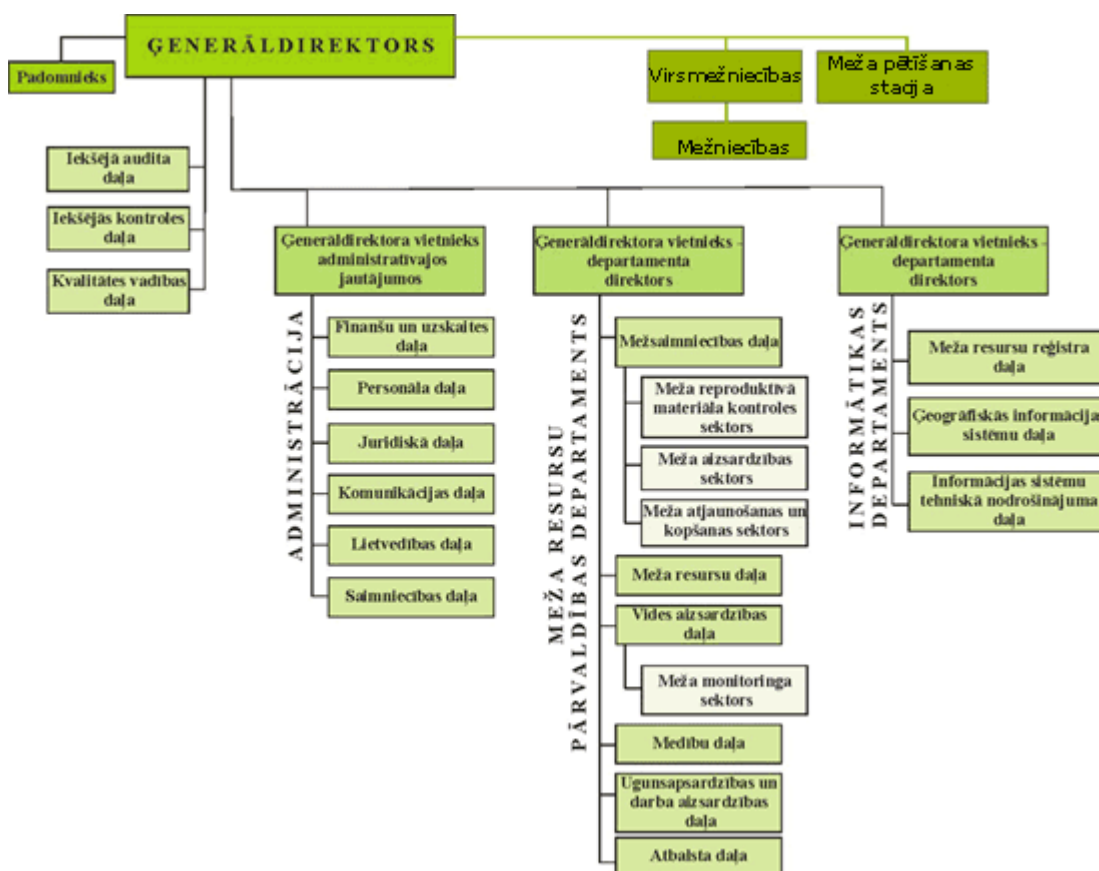 ĢENERĀLDIREKTORS
Padomnieks
Virsmežniecības
Meža pētīšanas
stacija
Mežniecības
Iekšējā audita
daļa
Iekšējās kontroles
daļa
Kvalitātes vadības
daļa
Ģenerāldirektora vietnieks
administratīvajos
jautājumos
ADMINISTRĀCIJA
Finanšu un uzskaites
daļa
Personāla daļa
Juridiskā daļa
Komunikācijas daļa
Lietvedības daļa
Saimniecības daļa
Ģenerāldirektora vietnieks -
departamenta
direktors
MEŽA RESURSU
PĀRVALDĪBAS DEPARTAMENTS
Mežsaimniecības daļa
Meža reproduktīvā
materiāla kontroles
sektors
Meža aizsardzības
sektors
Meža atjaunošanas un
kopšanas sektors
Meža resursu daļa
Vides aizsardzības
daļa
Meža monitoringa
sektors
Medību daļa
Ugunsapsardzības un
darba aizsardzības
daļa
Atbalsta daļa
Ģenerāldirektora vietnieks -
departamenta
direktors
INFORMĀTIKAS
DEPARTAMENTS
Meža resursu reģistra
daļa
Ģeogrāfiskās informācijas
sistēmu daļa
Informācijas sistēmu
tehniskā nodrošinājuma
daļa